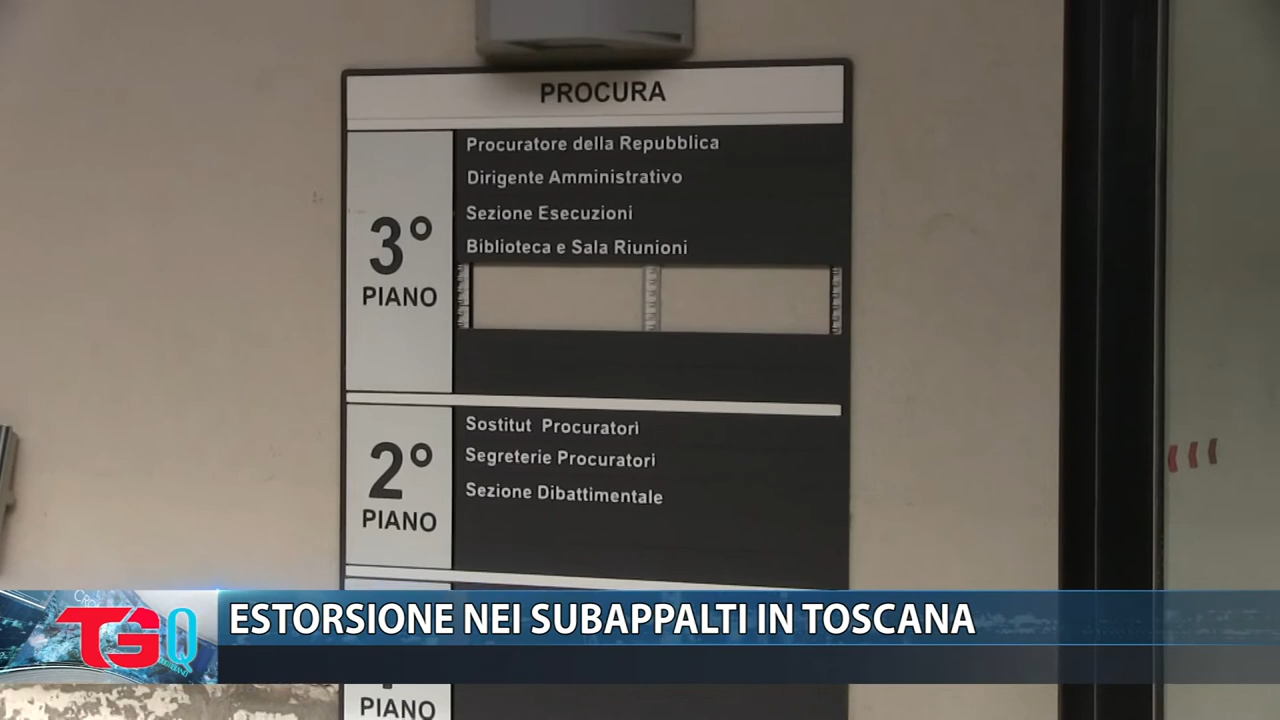 PROCURA
3°
PIANO
Procuratore della Repubblica
Dirigente Amministrativo
Sezione Esecuzioni
Biblioteca e Sala Riunioni
2°
PIANO
Sostitut Procuratori
Segreterie Procuratori
Sezione Dibattimentale
TGQ
ESTORSIONE NEI SUBAPPALTI IN TOSCANA
PIANO